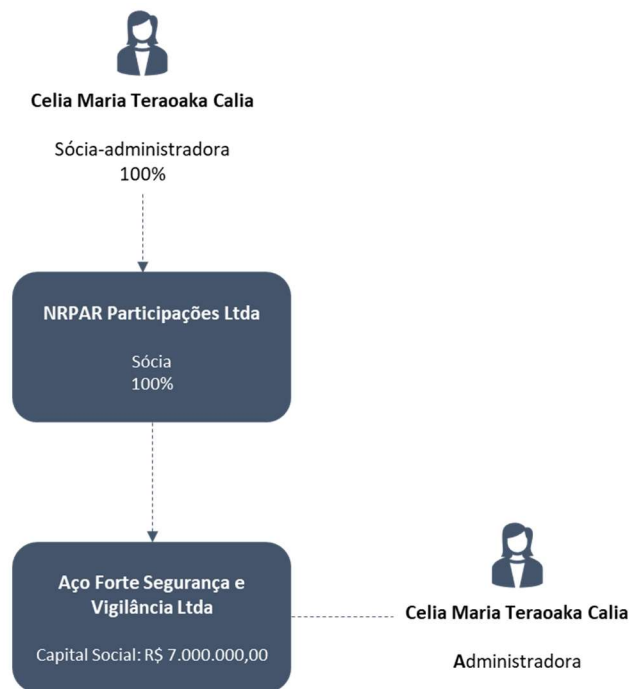 Celia Maria Teraoaka Calia
Sócia-administradora
100%
NRPAR Participações Ltda
Sócia
100%
Aço Forte Segurança e
Vigilância Ltda
Capital Social: R$ 7.000.000,00
Celia Maria Teraoaka Calia
Administradora